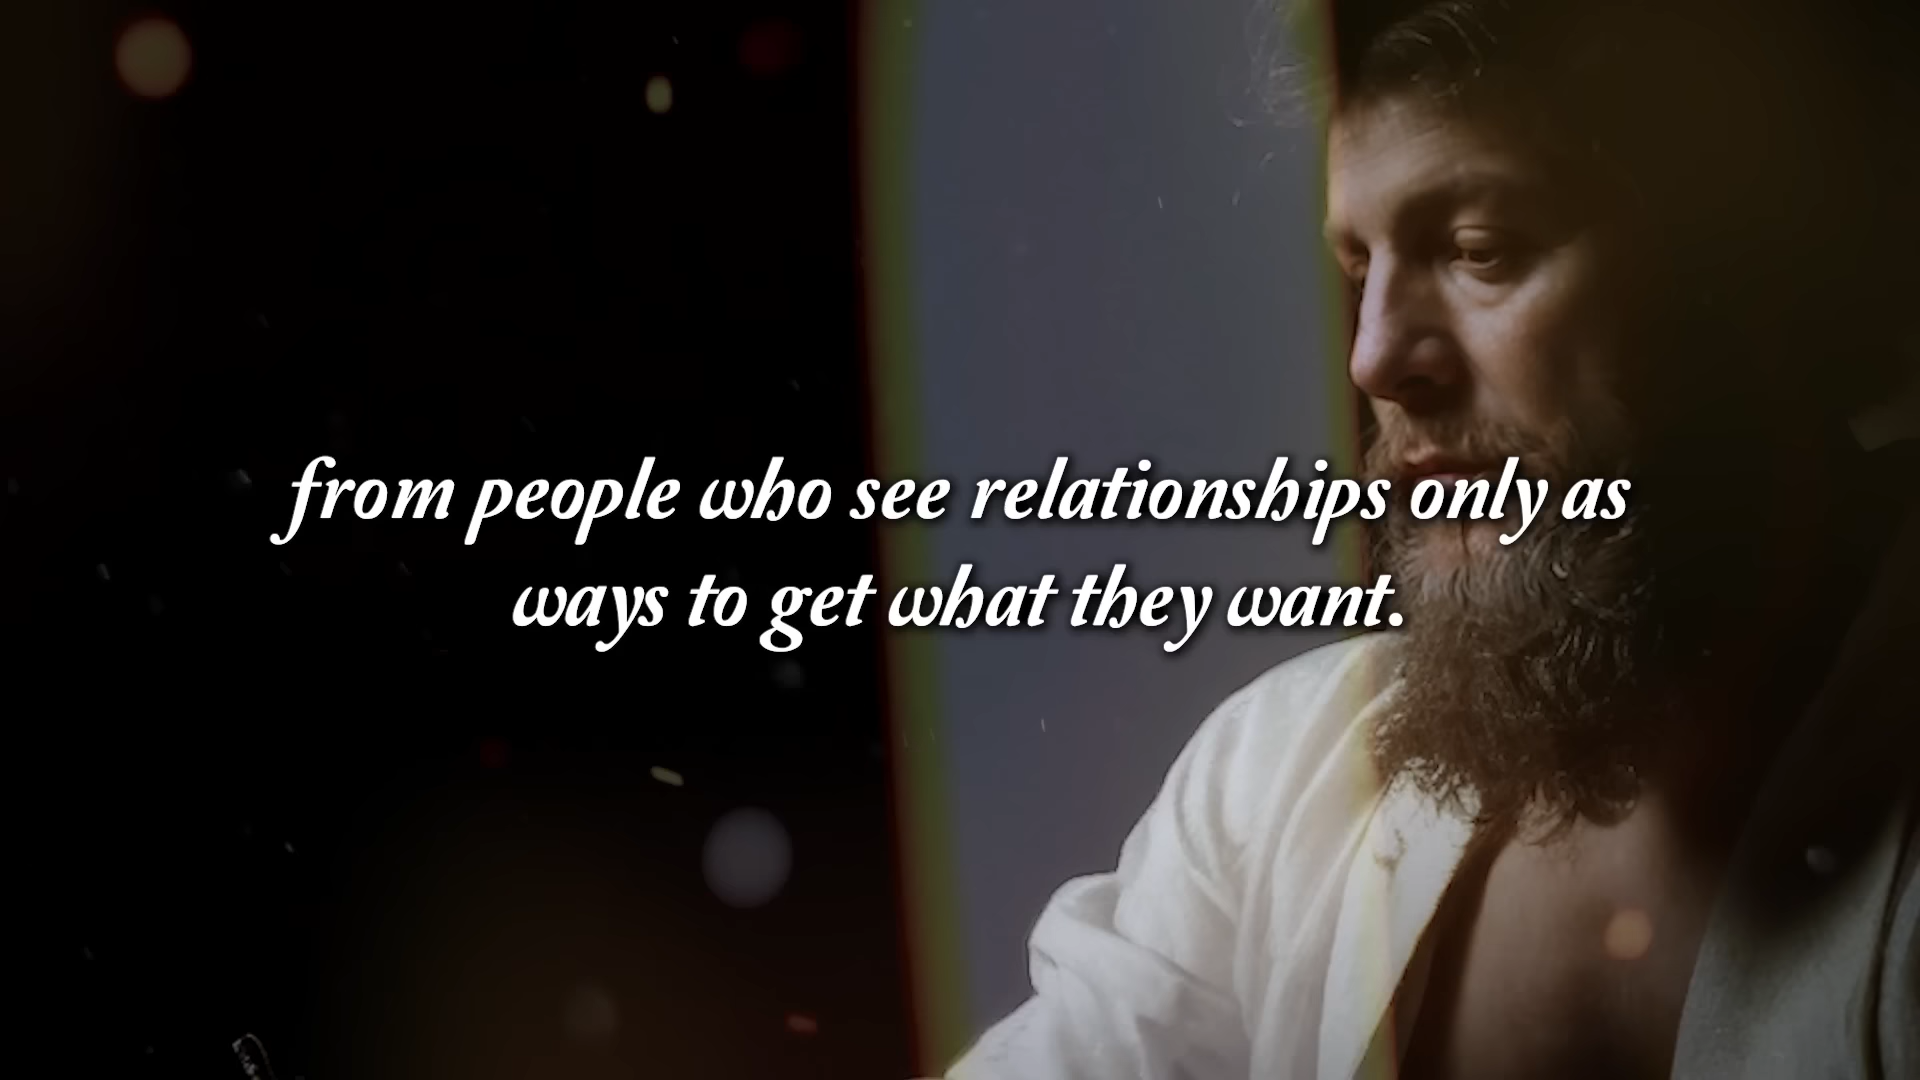 from people who see relationships only as
ways to get what they want.